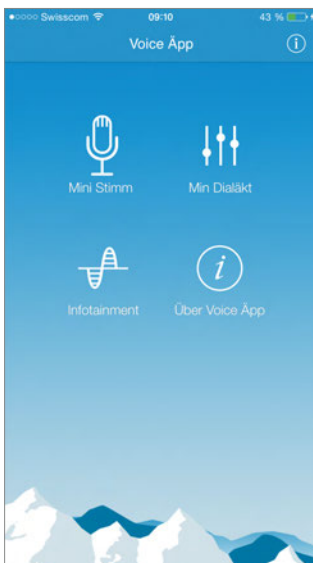 Swisscom 09:10 43 %
Voice Äpp
Mini Stimm Min Dialäkt
Infotainment Über Voice Äpp